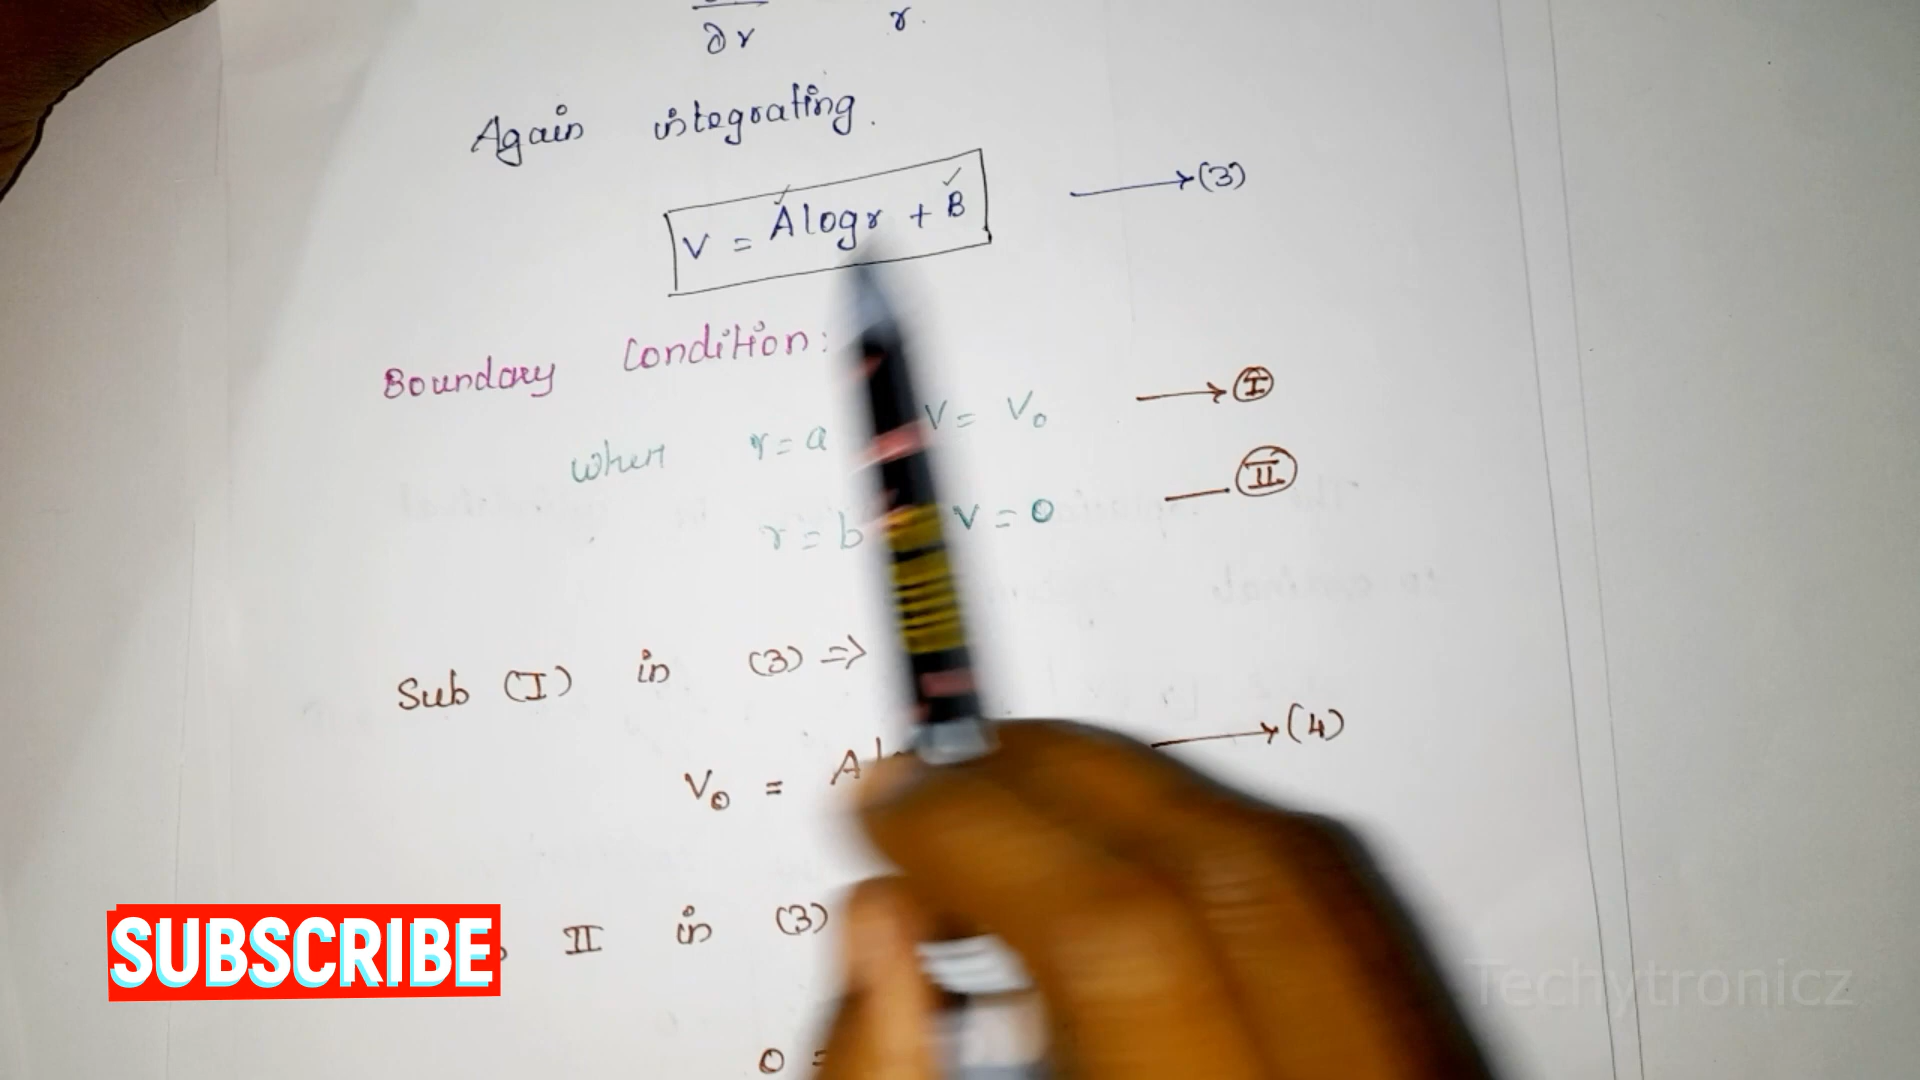 ∂r r.
Again integrating.
V = A log r + B → (3)
Boundary Condition:
when r = a V = V₀ → (I)
r = b V = 0 — (II)
Sub (I) in (3) ⇒
V₀ = → (4)
II in (3)
0 =
SUBSCRIBE
Techytronicz